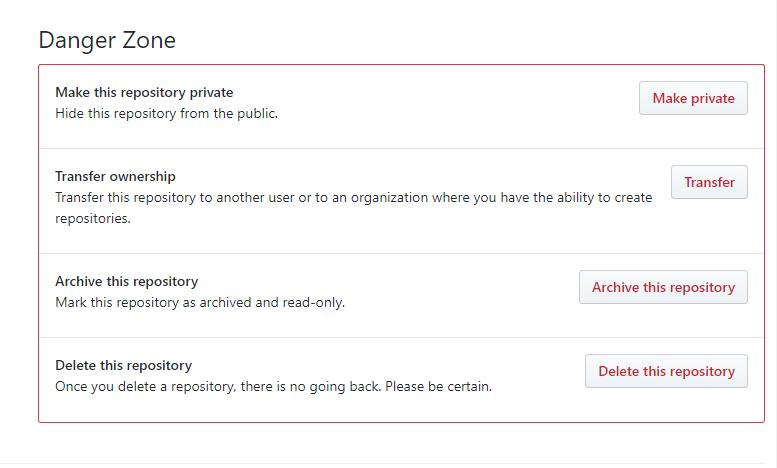 Danger Zone
Make this repository private
Make private
Hide this repository from the public.
Transfer ownership
Transfer
Transfer this repository to another user or to an organization where you have the ability to create
repositories.
Archive this repository
Archive this repository
Mark this repository as archived and read-only.
Delete this repository
Delete this repository
Once you delete a repository, there is no going back. Please be certain.